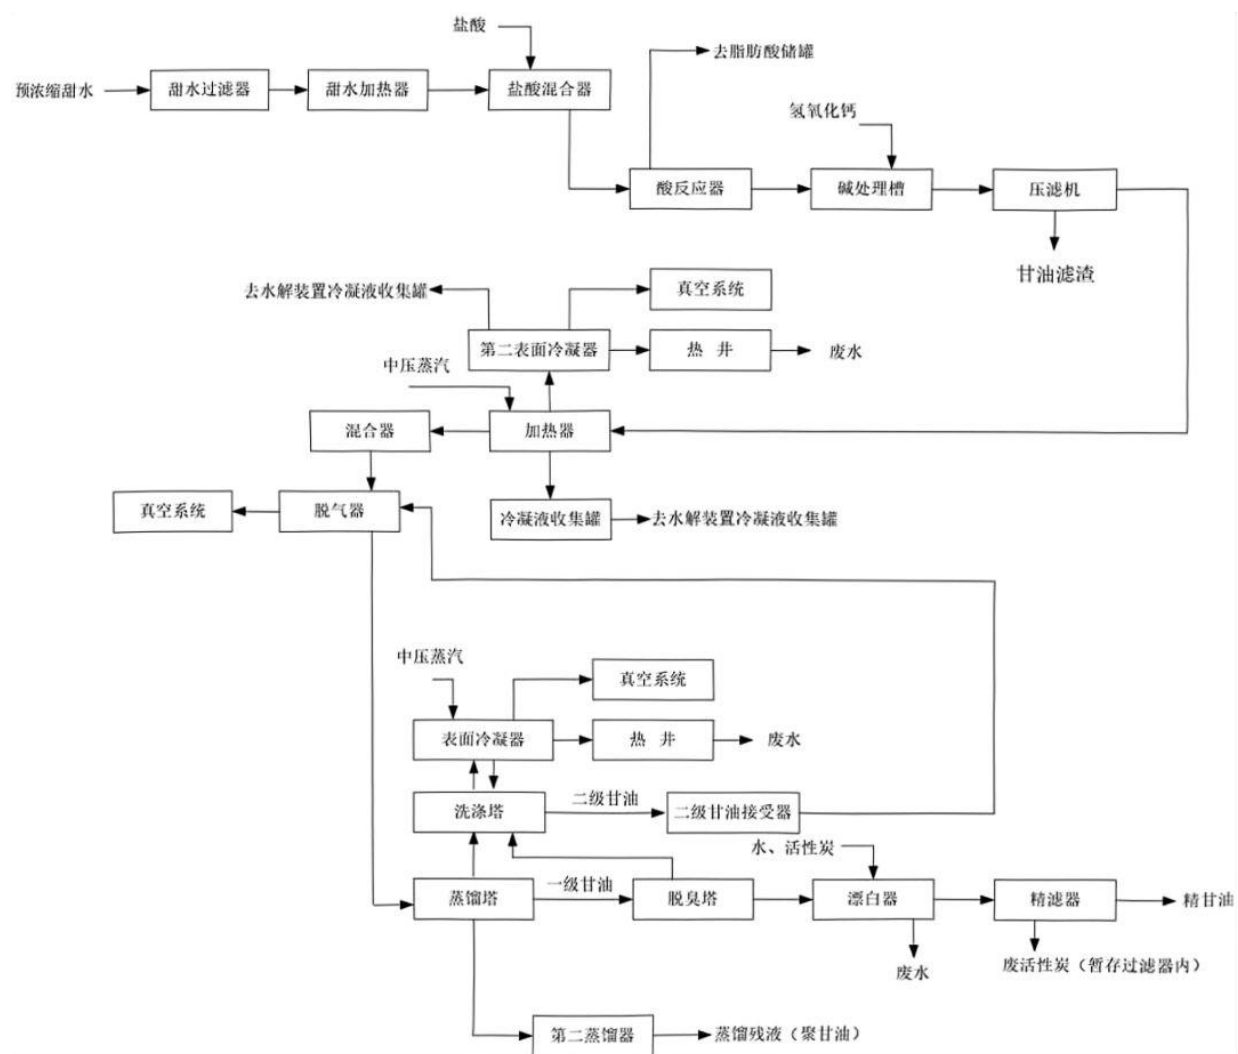 盐酸
去脂肪酸储罐
预浓缩甜水
甜水过滤器
甜水加热器
盐酸混合器
氢氧化钙
酸反应器
碱处理槽
压滤机
甘油滤渣
去水解装置冷凝液收集罐
真空系统
第二表面冷凝器
热 井
废水
中压蒸汽
混合器
加热器
真空系统
脱气器
冷凝液收集罐
去水解装置冷凝液收集罐
中压蒸汽
真空系统
表面冷凝器
热 井
废水
洗涤塔
二级甘油
二级甘油接受器
水、活性炭
蒸馏塔
一级甘油
脱臭塔
漂白器
精滤器
精甘油
废水
废活性炭（暂存过滤器内）
第二蒸馏器
蒸馏残液（聚甘油）